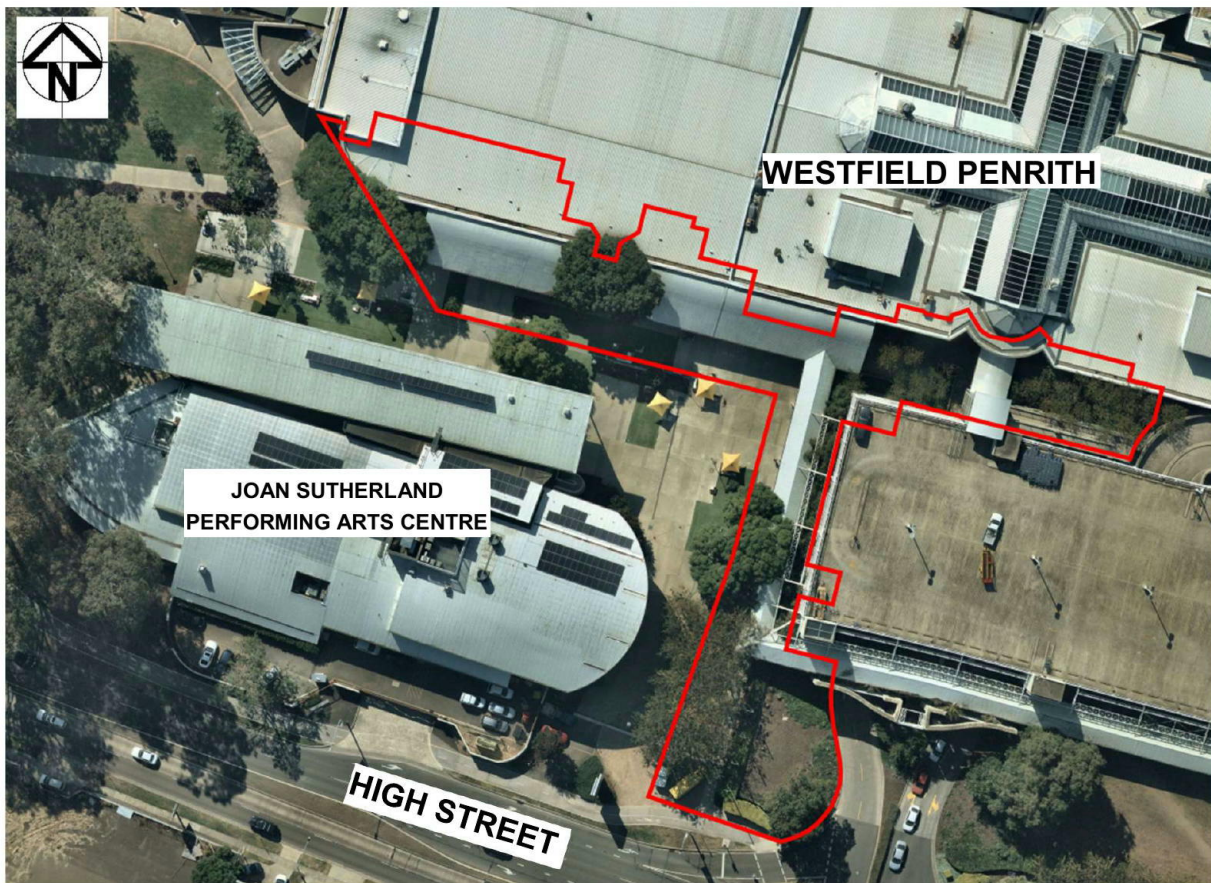 N
WESTFIELD PENRITH
JOAN SUTHERLAND
PERFORMING ARTS CENTRE
HIGH STREET